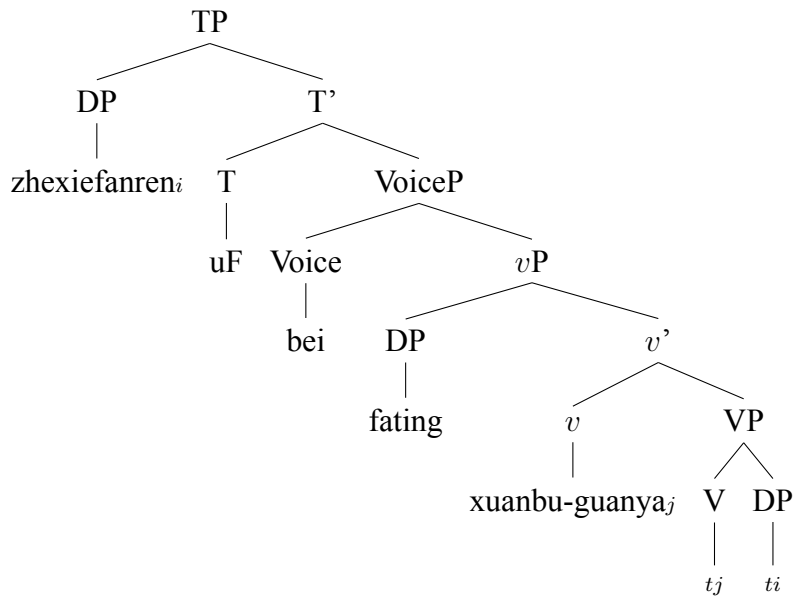 TP
DP T’
zhexiefanreni T VoiceP
uF Voice vP
bei DP v’
fating v VP
xuanbu-guanyaj V DP
tj ti